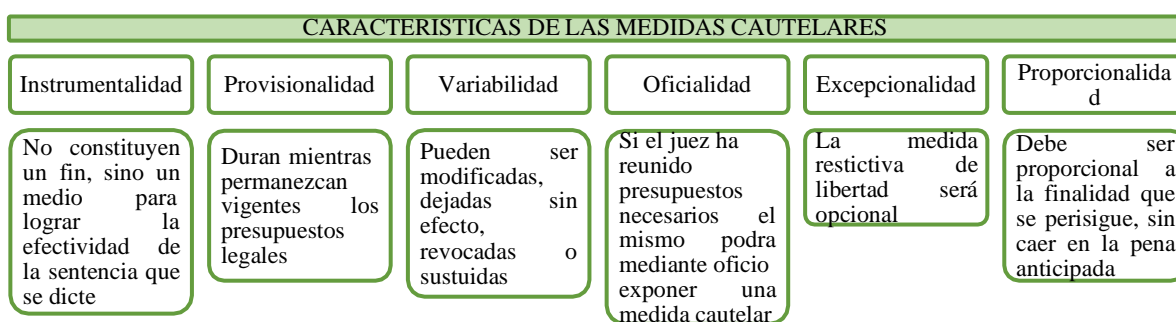 CARACTERISTICAS DE LAS MEDIDAS CAUTELARES
Instrumentalidad
No constituyen
un fin, sino un
medio para
lograr la
efectividad de
la sentencia que
se dicte
Provisionalidad
Duran mientras
permanezcan
vigentes los
presupuestos
legales
Variabilidad
Pueden ser
modificadas,
dejadas sin
efecto,
revocadas o
sustuidas
Oficialidad
Si el juez ha
reunido
presupuestos
necesarios el
mismo podra
mediante oficio
exponer una
medida cautelar
Excepcionalidad
La medida
restictiva de
libertad será
opcional
Proporcionalida
d
Debe ser
proporcional a
la finalidad que
se perisigue, sin
caer en la pena
anticipada